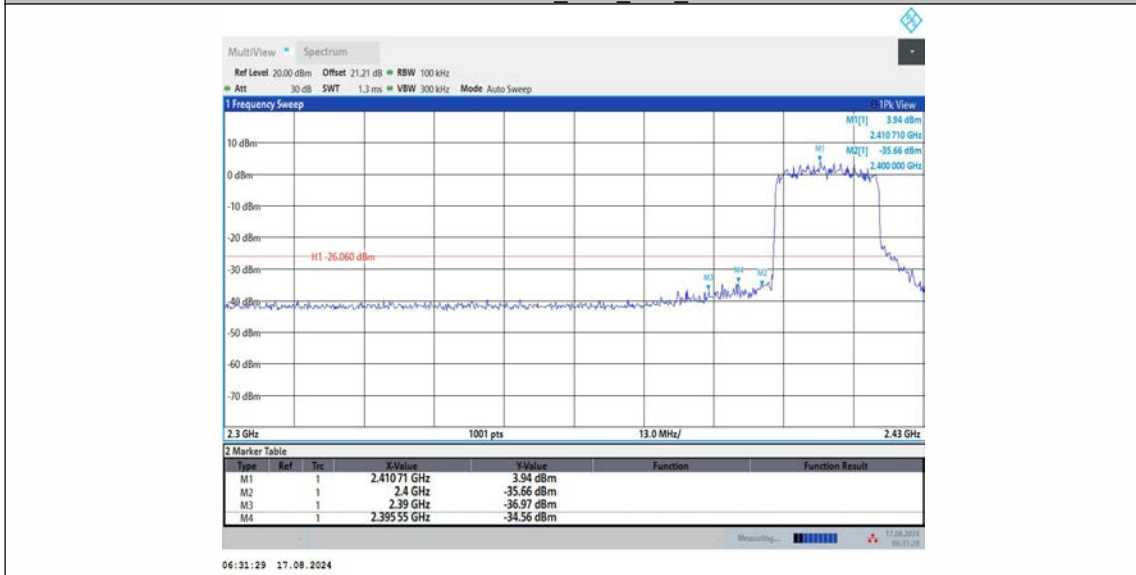 MultiView Spectrum
Ref Level 20.00 dBm Offset 21.21 dB RBW 100 kHz
Att 30 dB SWT 1.3 ms VBW 300 kHz Mode Auto Sweep
1 Frequency Sweep 1Pk View
M1[1] 3.94 dBm
2.410 710 GHz
M2[1] -35.66 dBm
2.400 000 GHz
10 dBm
M1
0 dBm
-10 dBm
-20 dBm
H1 -26.060 dBm
-30 dBm
M3 M4 M2
-40 dBm
-50 dBm
-60 dBm
-70 dBm
2.3 GHz 1001 pts 13.0 MHz/ 2.43 GHz
2 Marker Table
Type Ref Trc X-Value Y-Value Function Function Result
M1 1 2.410 71 GHz 3.94 dBm
M2 1 2.4 GHz -35.66 dBm
M3 1 2.39 GHz -36.97 dBm
M4 1 2.395 55 GHz -34.56 dBm
Measuring... 17.08.2024
06:31:28
06:31:29 17.08.2024